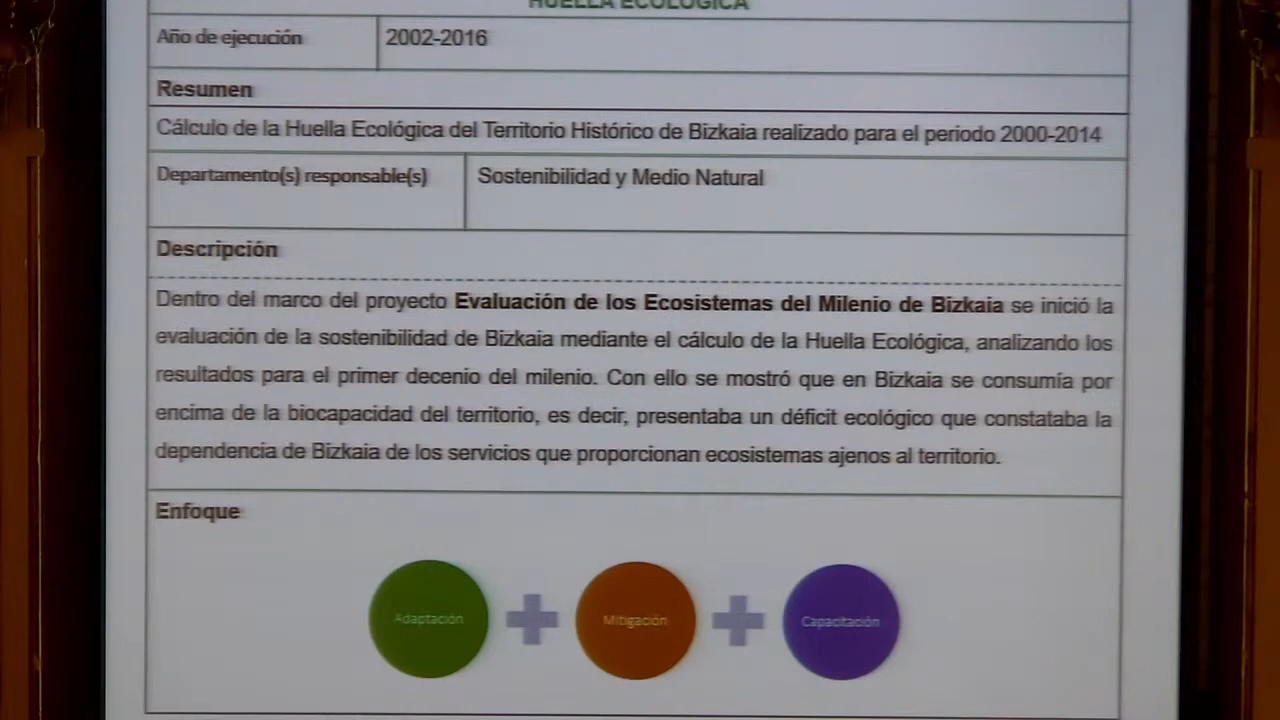 HUELLA ECOLÓGICA
Año de ejecución 2002-2016
Resumen
Cálculo de la Huella Ecológica del Territorio Histórico de Bizkaia realizado para el periodo 2000-2014
Departamento(s) responsable(s) Sostenibilidad y Medio Natural
Descripción
Dentro del marco del proyecto Evaluación de los Ecosistemas del Milenio de Bizkaia se inició la
evaluación de la sostenibilidad de Bizkaia mediante el cálculo de la Huella Ecológica, analizando los
resultados para el primer decenio del milenio. Con ello se mostró que en Bizkaia se consumía por
encima de la biocapacidad del territorio, es decir, presentaba un déficit ecológico que constataba la
dependencia de Bizkaia de los servicios que proporcionan ecosistemas ajenos al territorio.
Enfoque
Adaptación Mitigación Capacitación